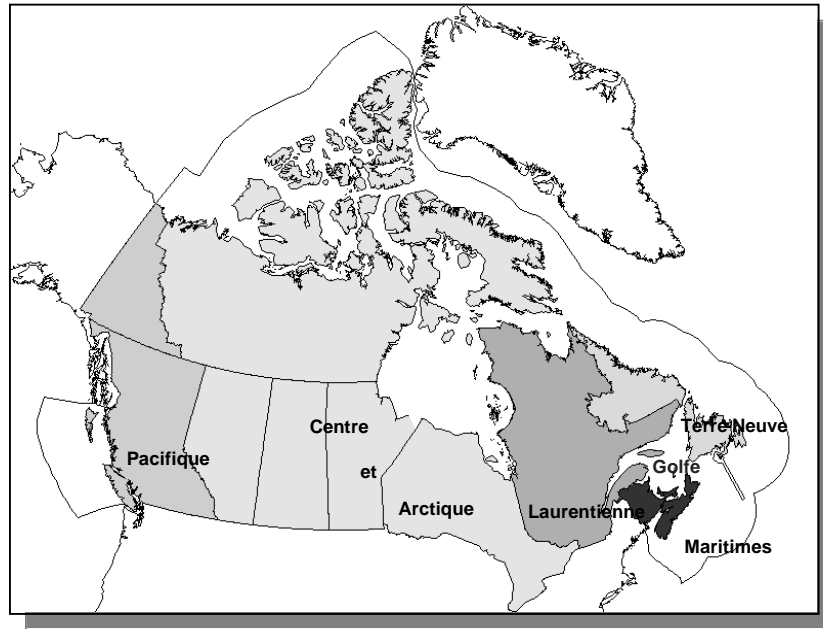 Terre Neuve
Centre
Pacifique
Golfe
et
Arctique
Laurentienne
Maritimes